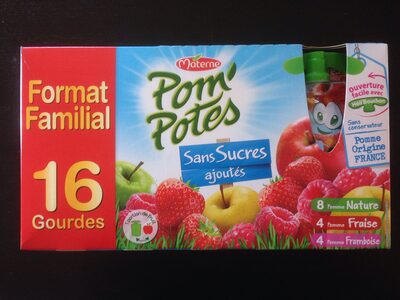 Materne
Pom'
Potes
Sans Sucres
ajoutés
Format
Familial
16
Gourdes
Ouverture
facile avec
Sans
conservateur
Pomme
Origine
FRANCE
8 Pomme Nature
4 Pomme Fraise
4 Pomme Framboise